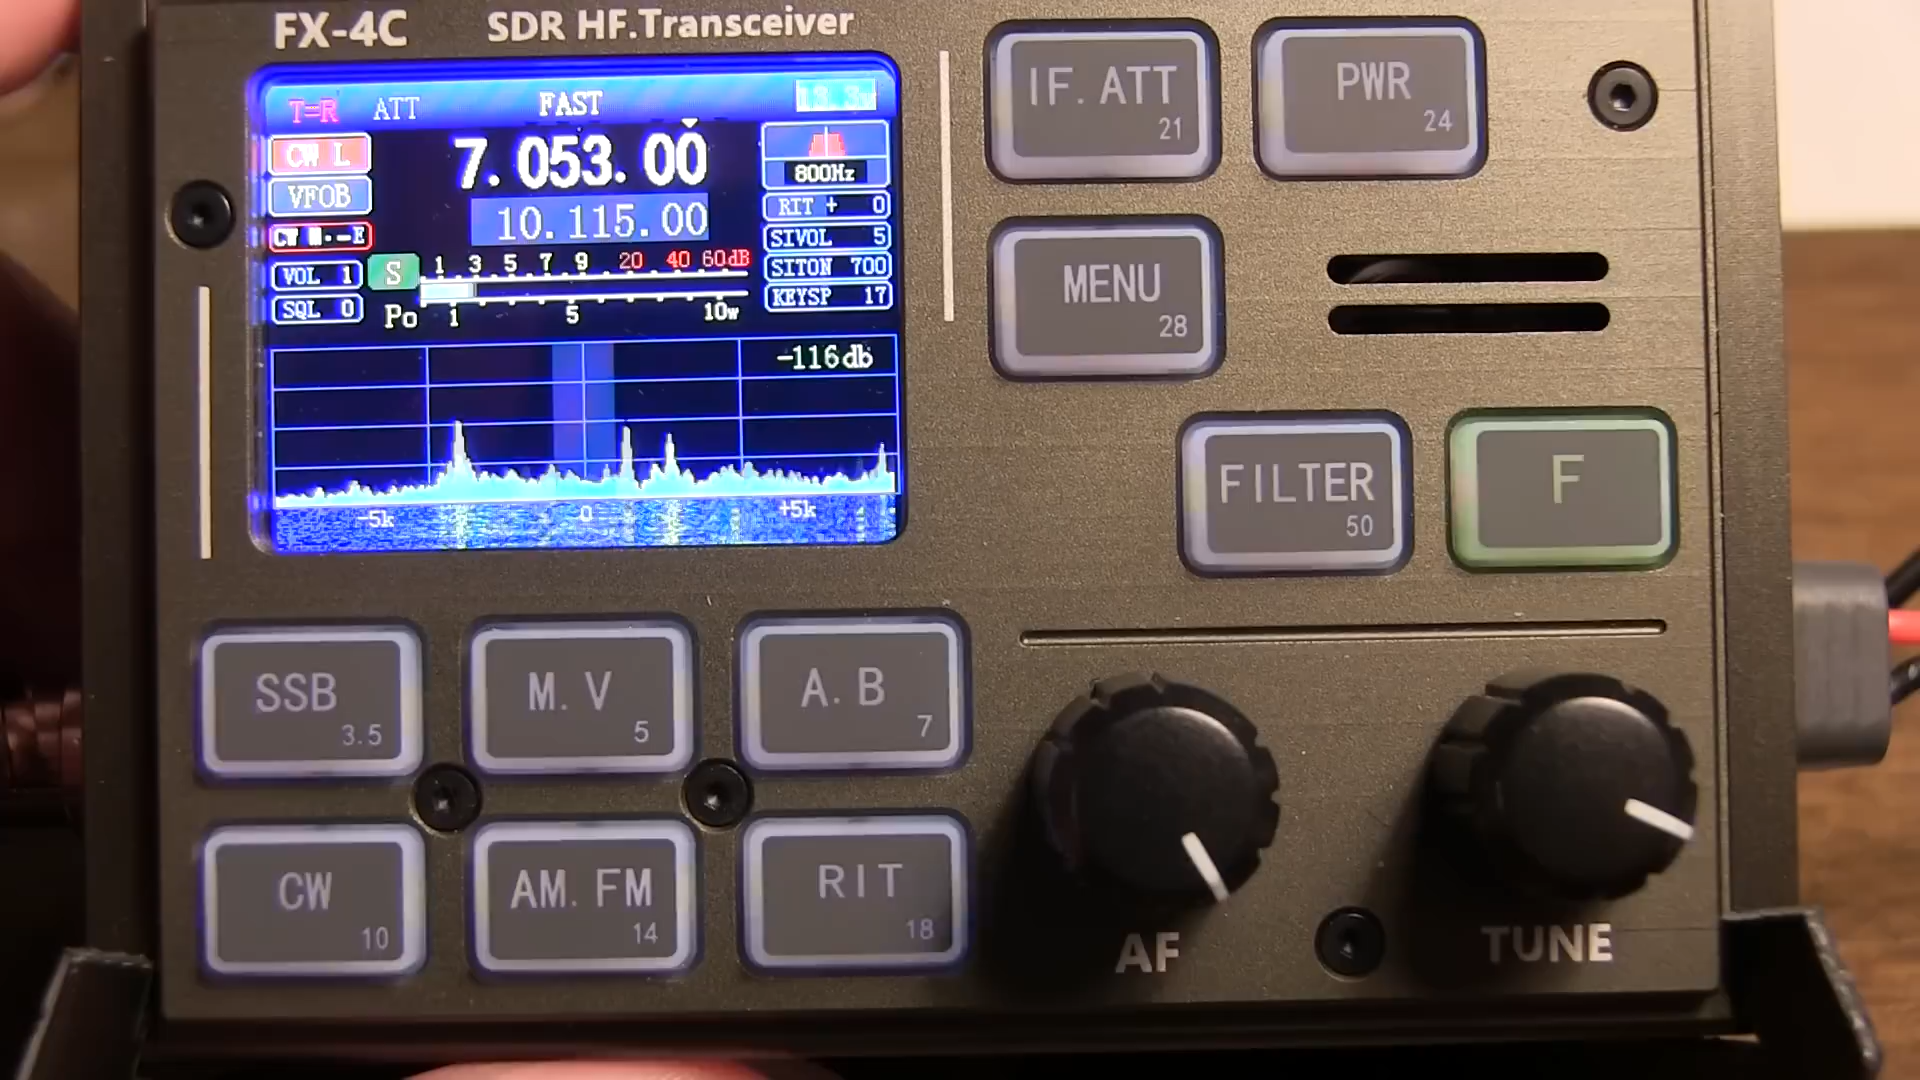 FX-4C SDR HF.Transceiver
T=R ATT FAST 13.3v
CW L 7.053.00 800Hz
VFOB 10.115.00 RIT + 0
SIVOL 5
VOL 1 S 1 3 5 7 9 20 40 60dB SITON 700
SQL 0 Po 1 5 10w KEYSP 17
-116db
-5k 0 +5k
IF.ATT
21
PWR
24
MENU
28
FILTER
50
F
SSB
3.5
M.V
5
A.B
7
CW
10
AM.FM
14
RIT
18
AF
TUNE